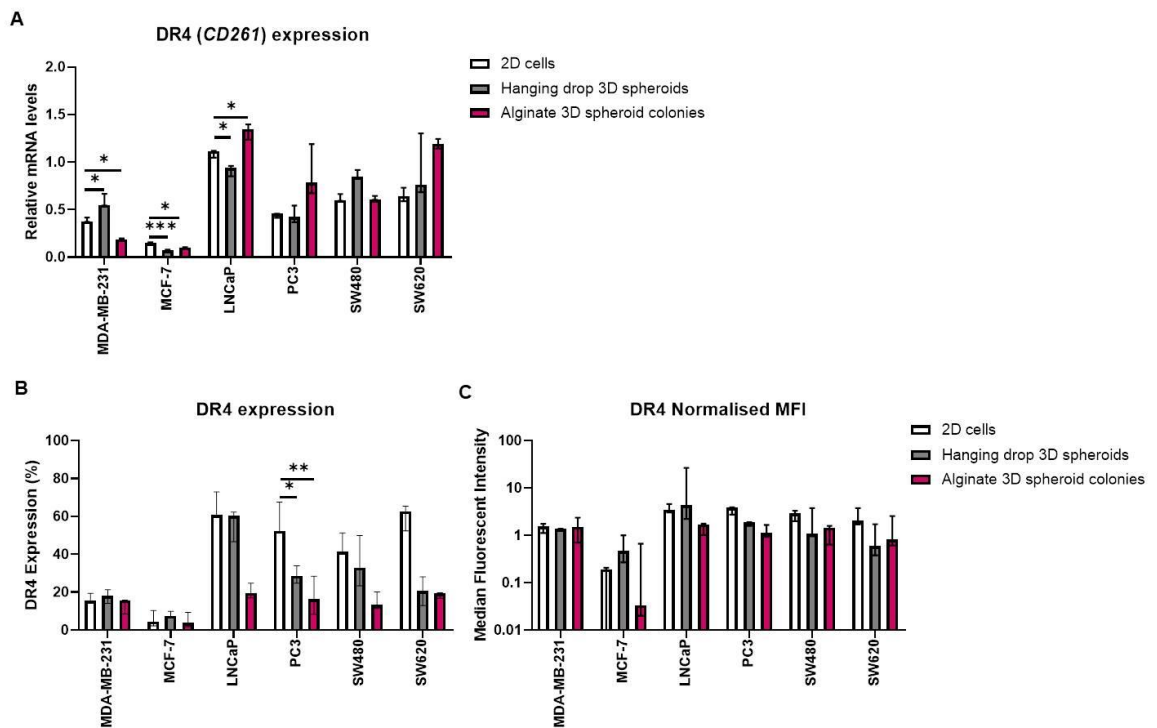 A
DR4 (CD261) expression
2D cells
Hanging drop 3D spheroids
Alginate 3D spheroid colonies
Relative mRNA levels
2.0
1.5
1.0
0.5
0.0
*
*
*
***
*
*
MDA-MB-231
MCF-7
LNCaP
PC3
SW480
SW620
B
DR4 expression
DR4 Expression (%)
100
80
60
40
20
0
**
*
MDA-MB-231
MCF-7
LNCaP
PC3
SW480
SW620
C
DR4 Normalised MFI
2D cells
Hanging drop 3D spheroids
Alginate 3D spheroid colonies
Median Fluorescent Intensity
100
10
1
0.1
0.01
MDA-MB-231
MCF-7
LNCaP
PC3
SW480
SW620